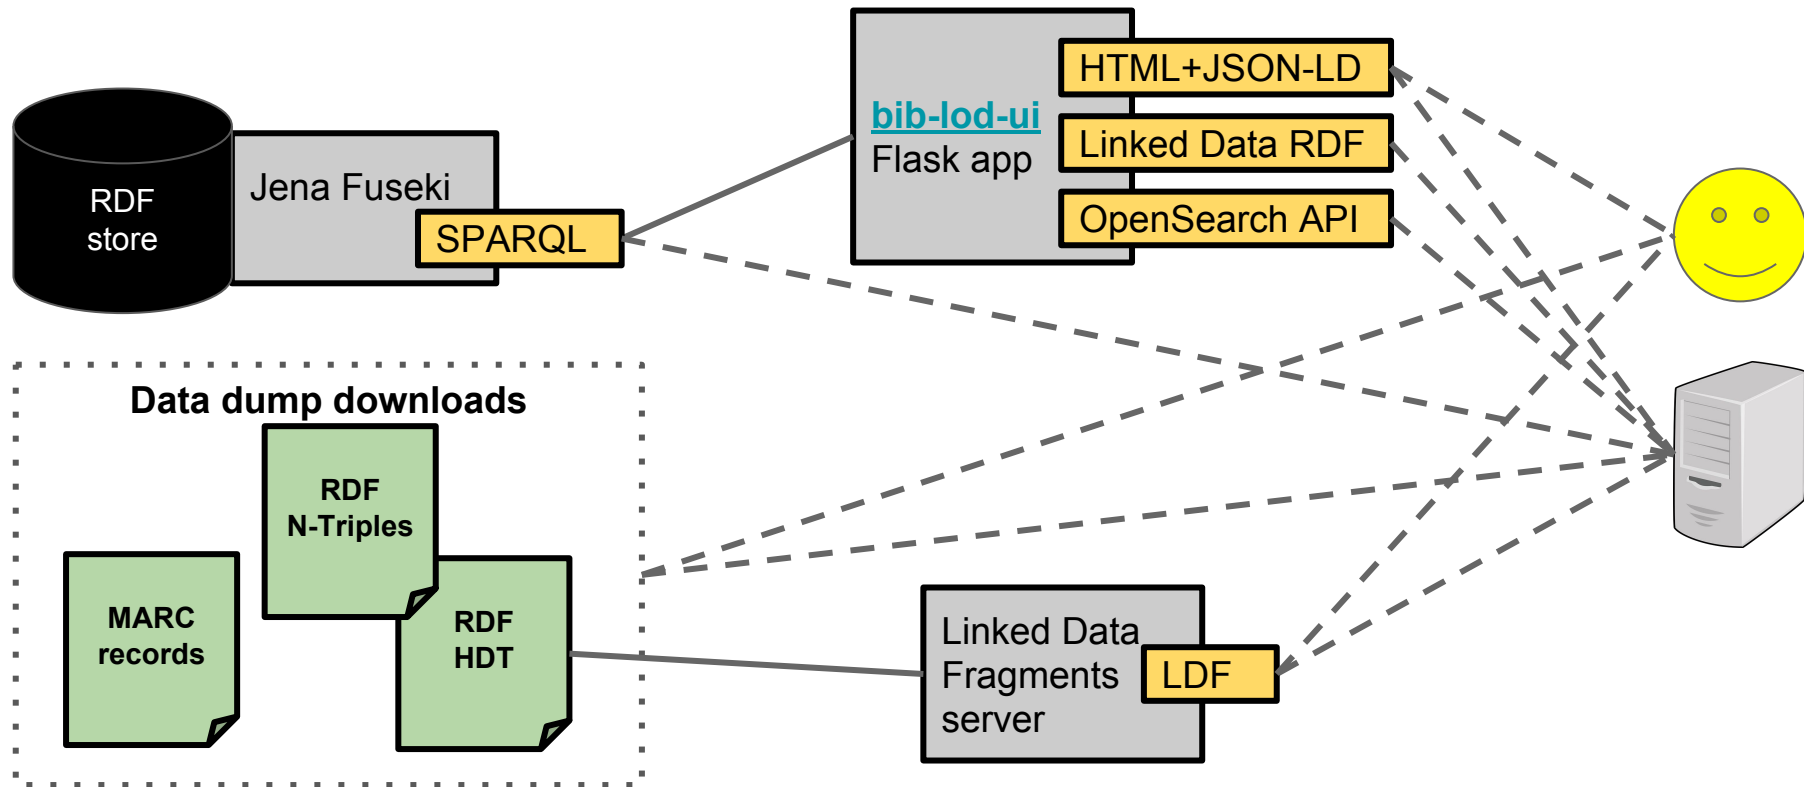 RDF
store
Jena Fuseki
SPARQL
bib-lod-ui
Flask app
HTML+JSON-LD
Linked Data RDF
OpenSearch API
Data dump downloads
RDF
N-Triples
MARC
records
RDF
HDT
Linked Data
Fragments
server
LDF